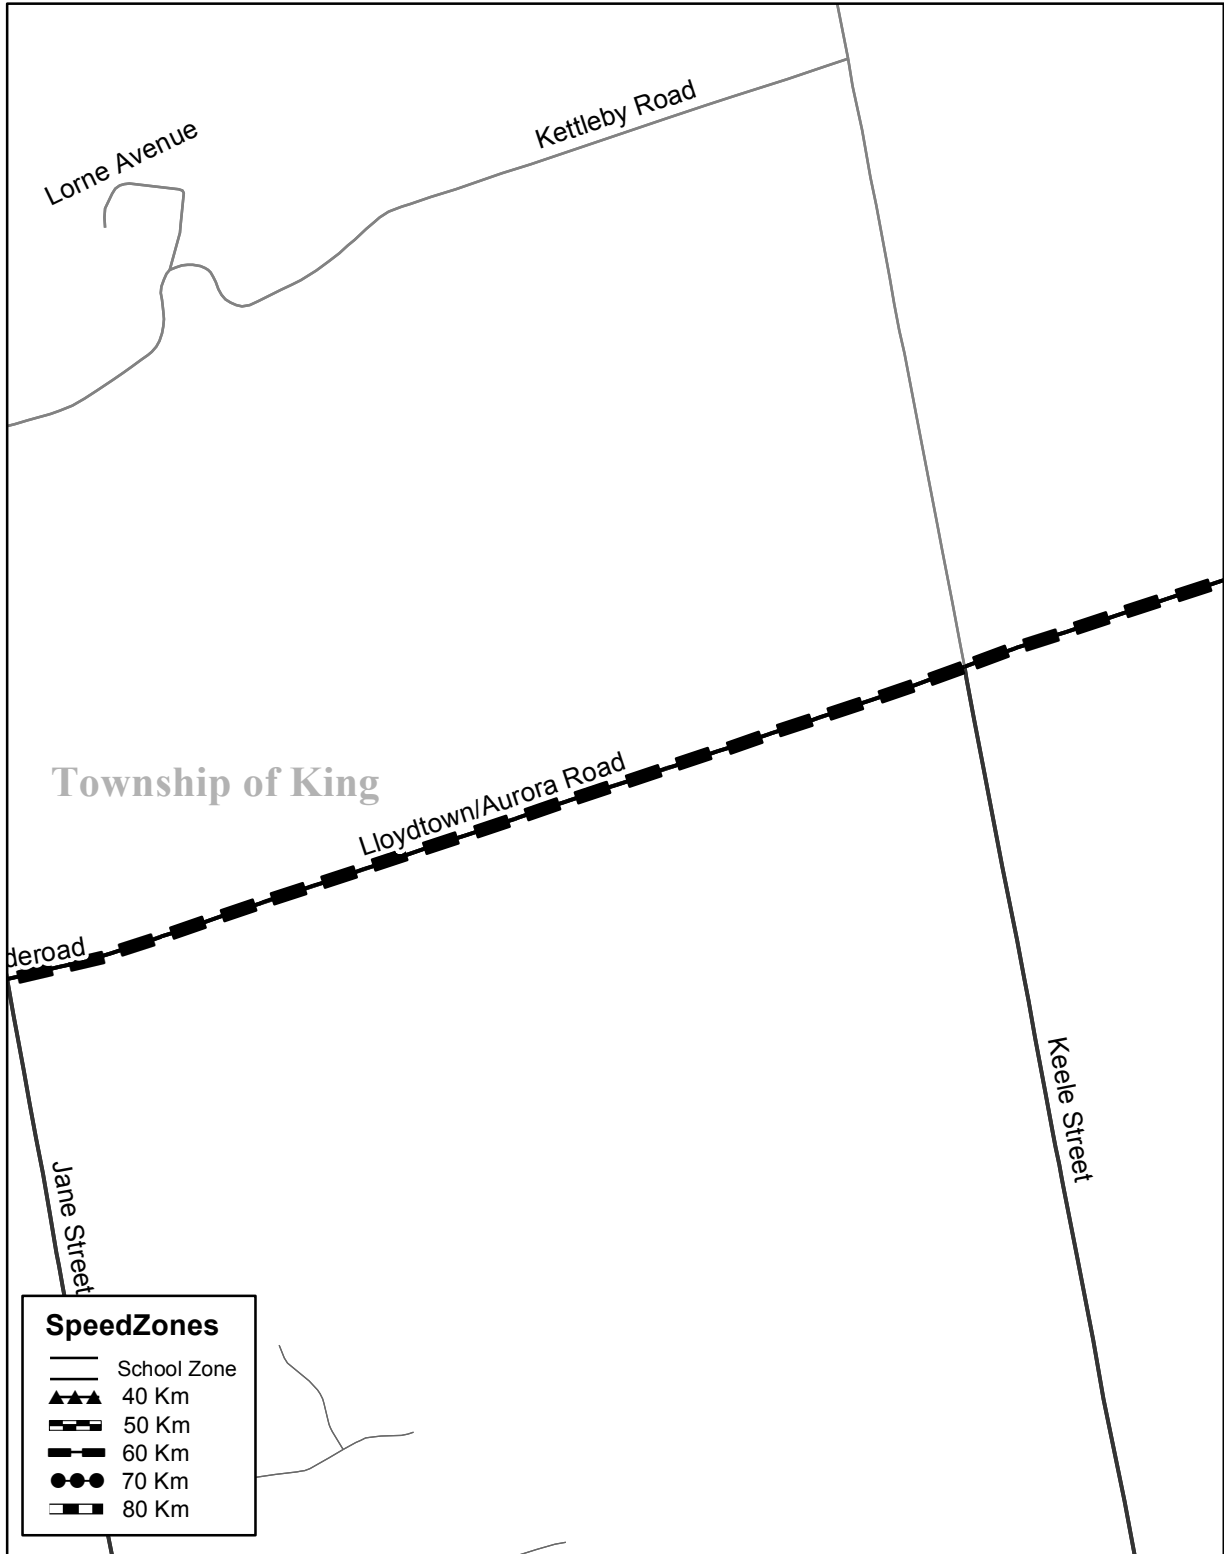 Kettleby Road
Lorne Avenue
Township of King
Lloydtown/Aurora Road
deroad
Keele Street
Jane Street
SpeedZones
School Zone
40 Km
50 Km
60 Km
70 Km
80 Km